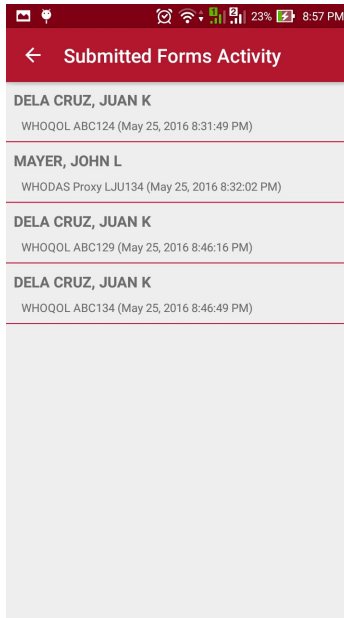 1 2 23% 8:57 PM
Submitted Forms Activity
DELA CRUZ, JUAN K
WHOQOL ABC124 (May 25, 2016 8:31:49 PM)
MAYER, JOHN L
WHODAS Proxy LJU134 (May 25, 2016 8:32:02 PM)
DELA CRUZ, JUAN K
WHOQOL ABC129 (May 25, 2016 8:46:16 PM)
DELA CRUZ, JUAN K
WHOQOL ABC134 (May 25, 2016 8:46:49 PM)